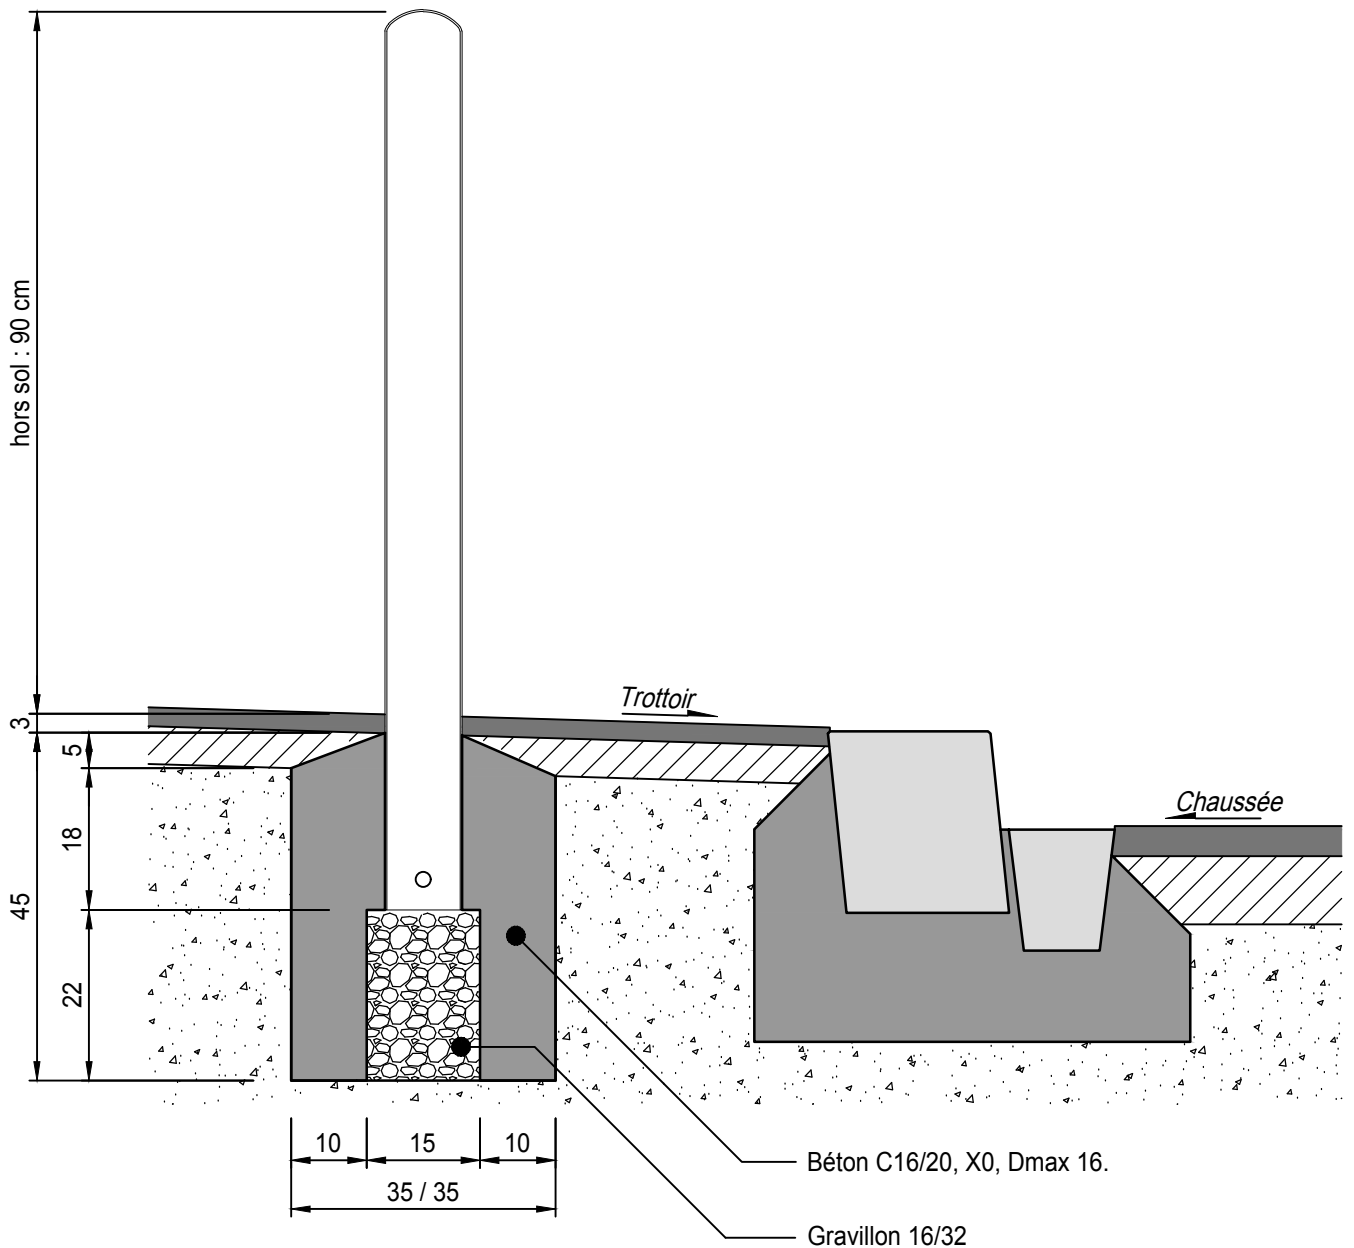 hors sol : 90 cm
Trottoir
3
5
Chaussée
18
45
22
10
15
10
35 / 35
Béton C16/20, X0, Dmax 16.
Gravillon 16/32